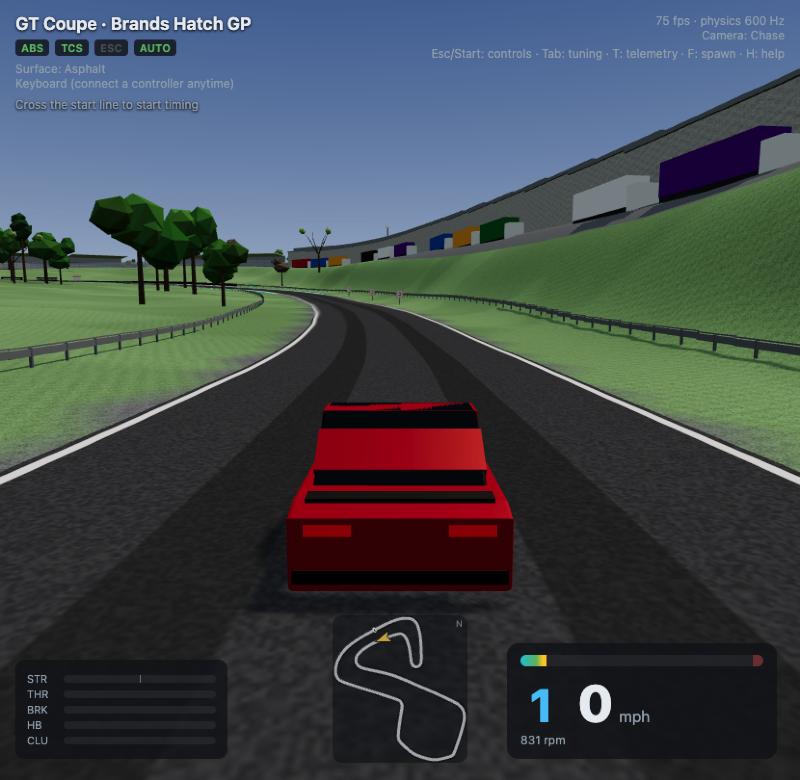 GT Coupe · Brands Hatch GP
ABS TCS ESC AUTO
Surface: Asphalt
Keyboard (connect a controller anytime)
Cross the start line to start timing
75 fps · physics 600 Hz
Camera: Chase
Esc/Start: controls · Tab: tuning · T: telemetry · F: spawn · H: help
STR
THR
BRK
HB
CLU
N
1 0 mph
831 rpm